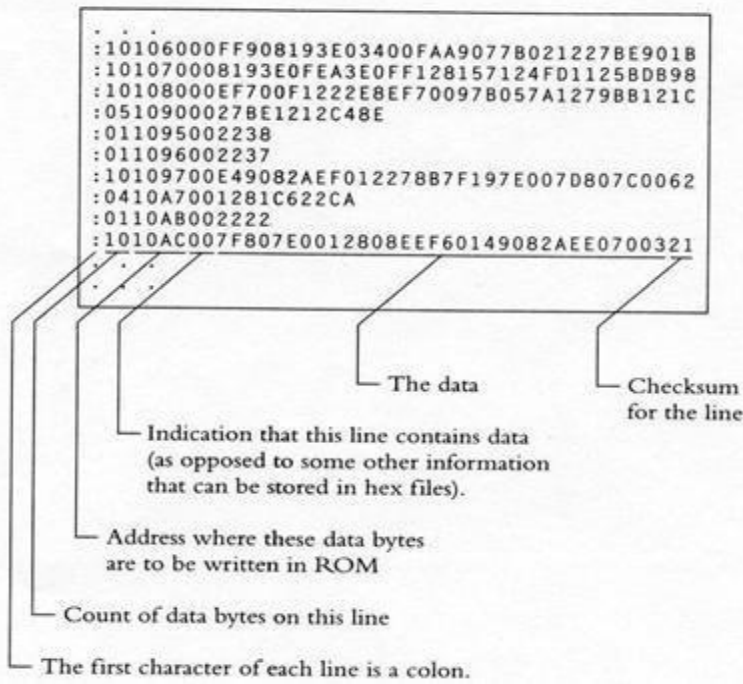 . . .
:10106000FF908193E03400FAA9077B021227BE901B
:101070008193E0FEA3E0FF128157124FD1125BDB98
:10108000EF700F1222E8EF70097B057A1279BB121C
:0510900027BE1212C48E
:011095002238
:011096002237
:10109700E49082AEF012278B7F197E007D807C0062
:0410A7001281C622CA
:0110AB002222
:1010AC007F807E0012808EEF60149082AEE0700321
. . .
. . .
The data
Checksum
for the line
Indication that this line contains data
(as opposed to some other information
that can be stored in hex files).
Address where these data bytes
are to be written in ROM
Count of data bytes on this line
The first character of each line is a colon.